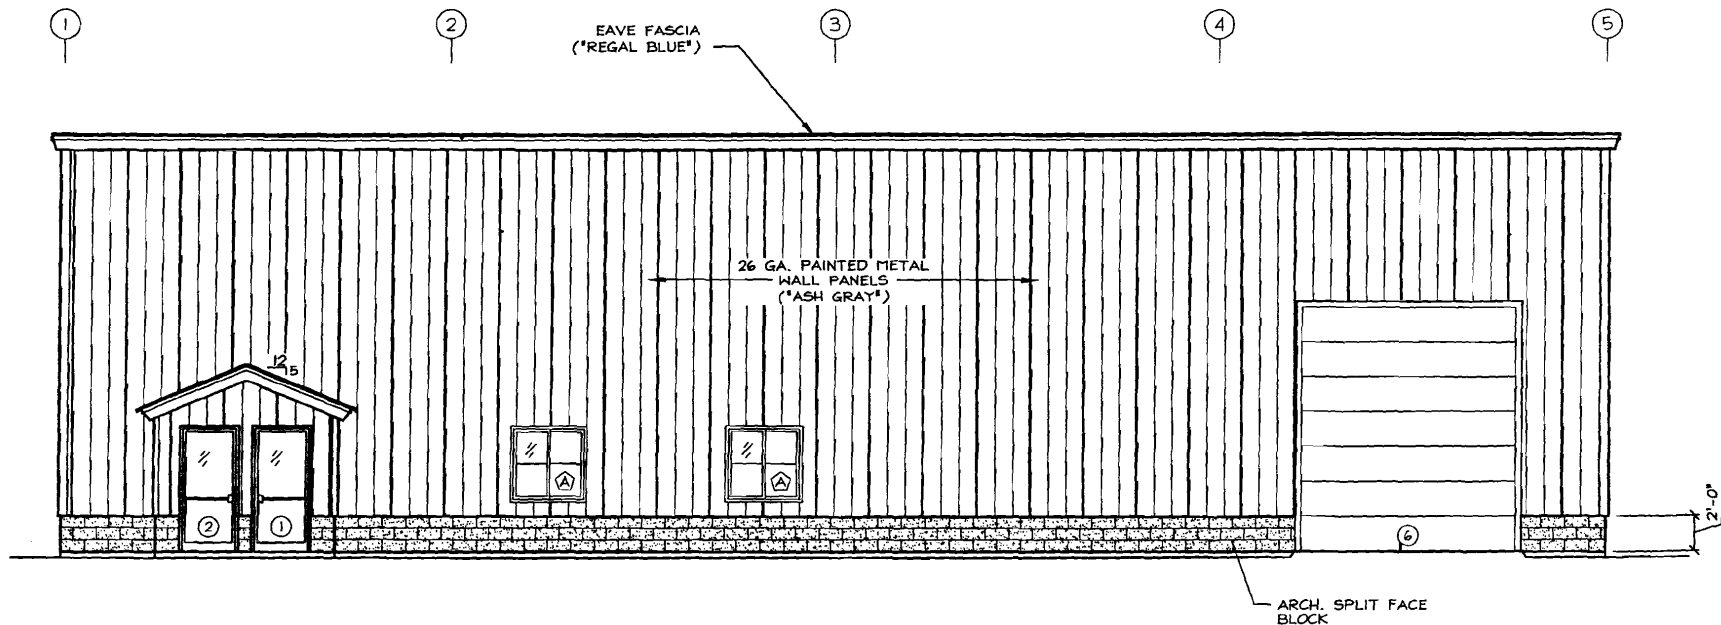 1 2 3 4 5
EAVE FASCIA
("REGAL BLUE")
26 GA. PAINTED METAL
WALL PANELS
("ASH GRAY")
12
5
A A
2 1
6
2'-0"
ARCH. SPLIT FACE
BLOCK